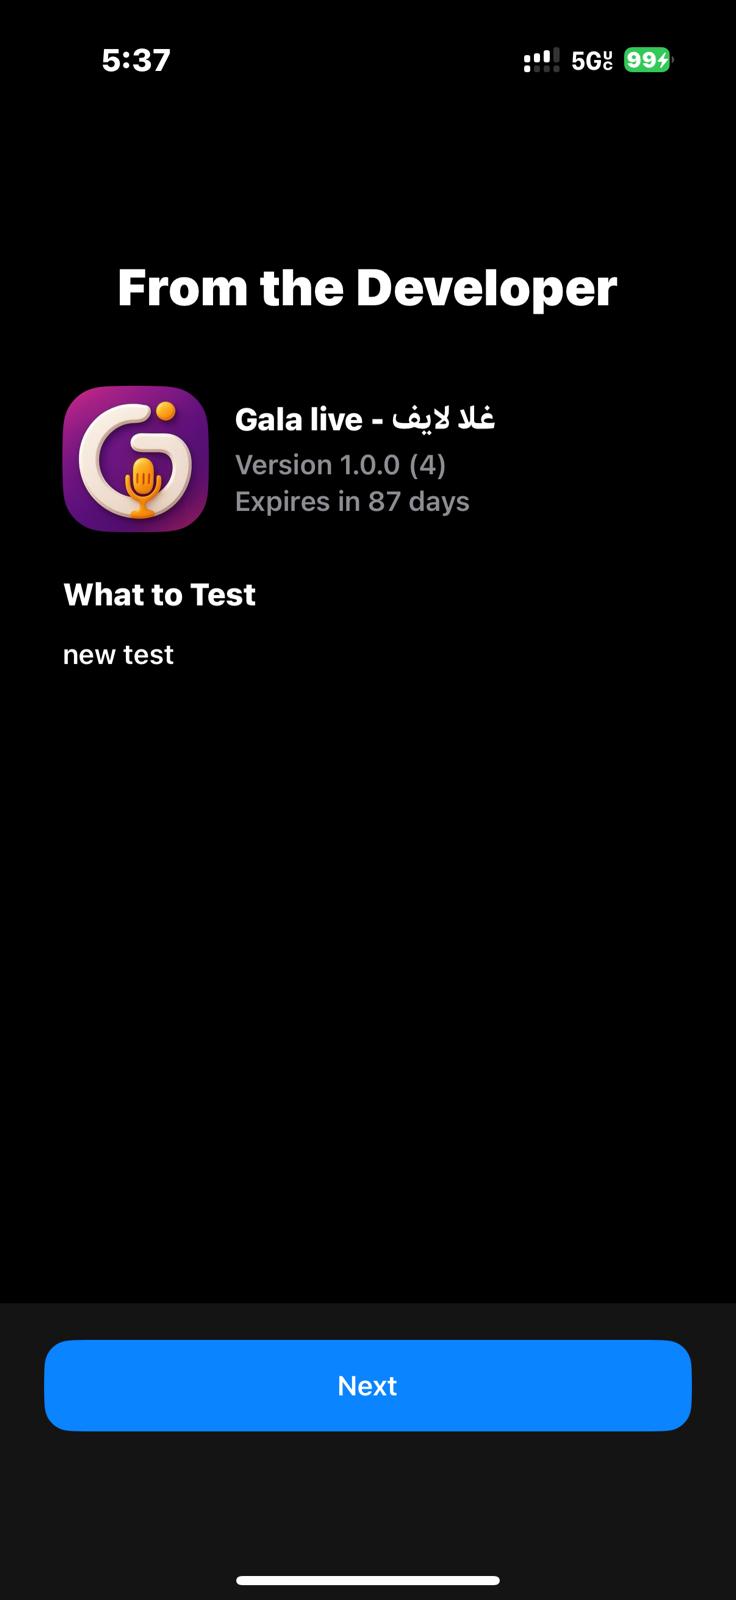 5:37
5G UC 99
From the Developer
Gala live - غلا لايف
Version 1.0.0 (4)
Expires in 87 days
What to Test
new test
Next